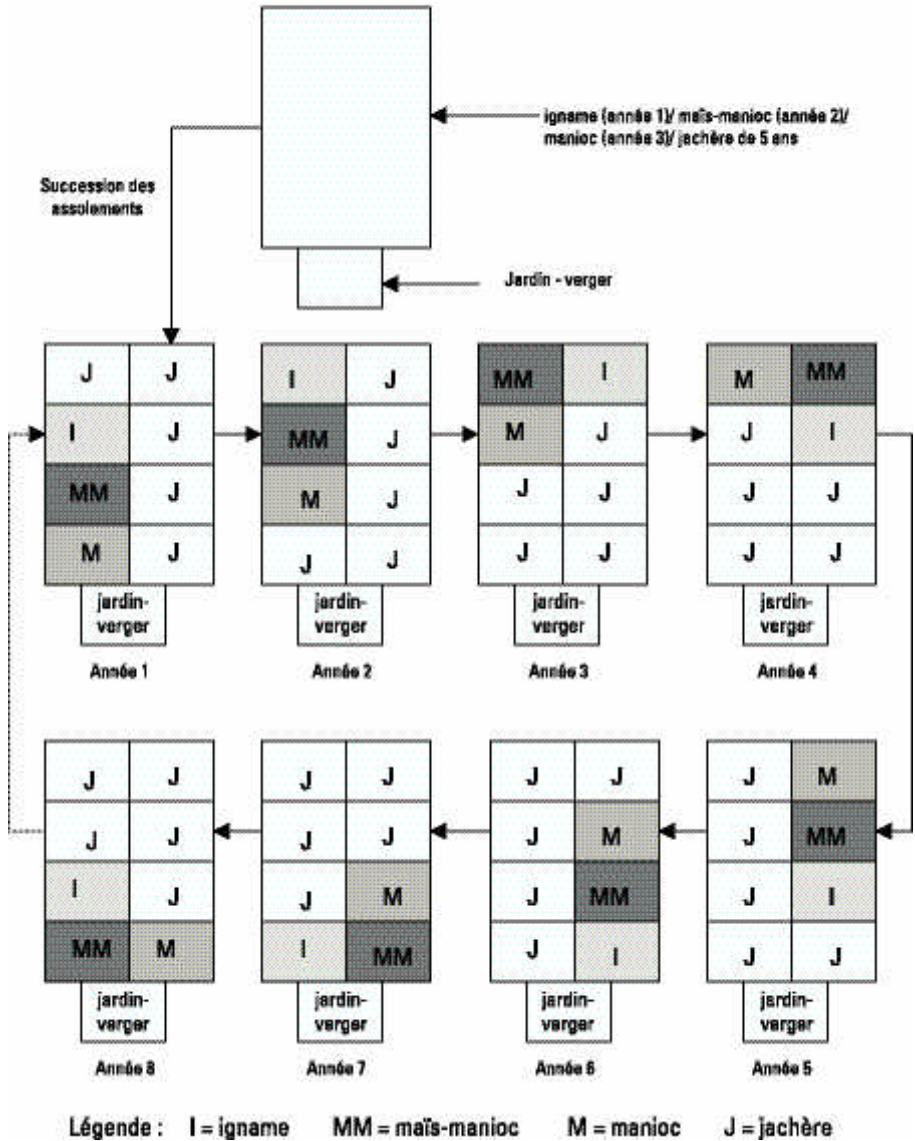 igname (année 1)/ maïs-manioc (année 2)/
manioc (année 3)/ jachère de 5 ans
Succession des
assolements
Jardin - verger
J J
I J
MM J
M J
jardin-
verger
Année 1
I J
MM J
M J
J J
jardin-
verger
Année 2
MM I
M J
J J
J J
jardin-
verger
Année 3
M MM
J I
J J
J J
jardin-
verger
Année 4
J J
J J
I J
MM M
jardin-
verger
Année 8
J J
J J
J M
I MM
jardin-
verger
Année 7
J J
J M
J MM
J I
jardin-
verger
Année 6
J M
J MM
J I
J J
jardin-
verger
Année 5
Légende : I = igname MM = maïs-manioc M = manioc J = jachère